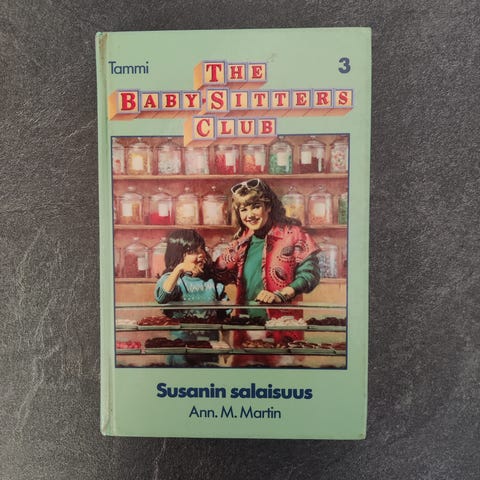 Tammi
3
THE
BABY-SITTERS
CLUB
Susanin salaisuus
Ann. M. Martin